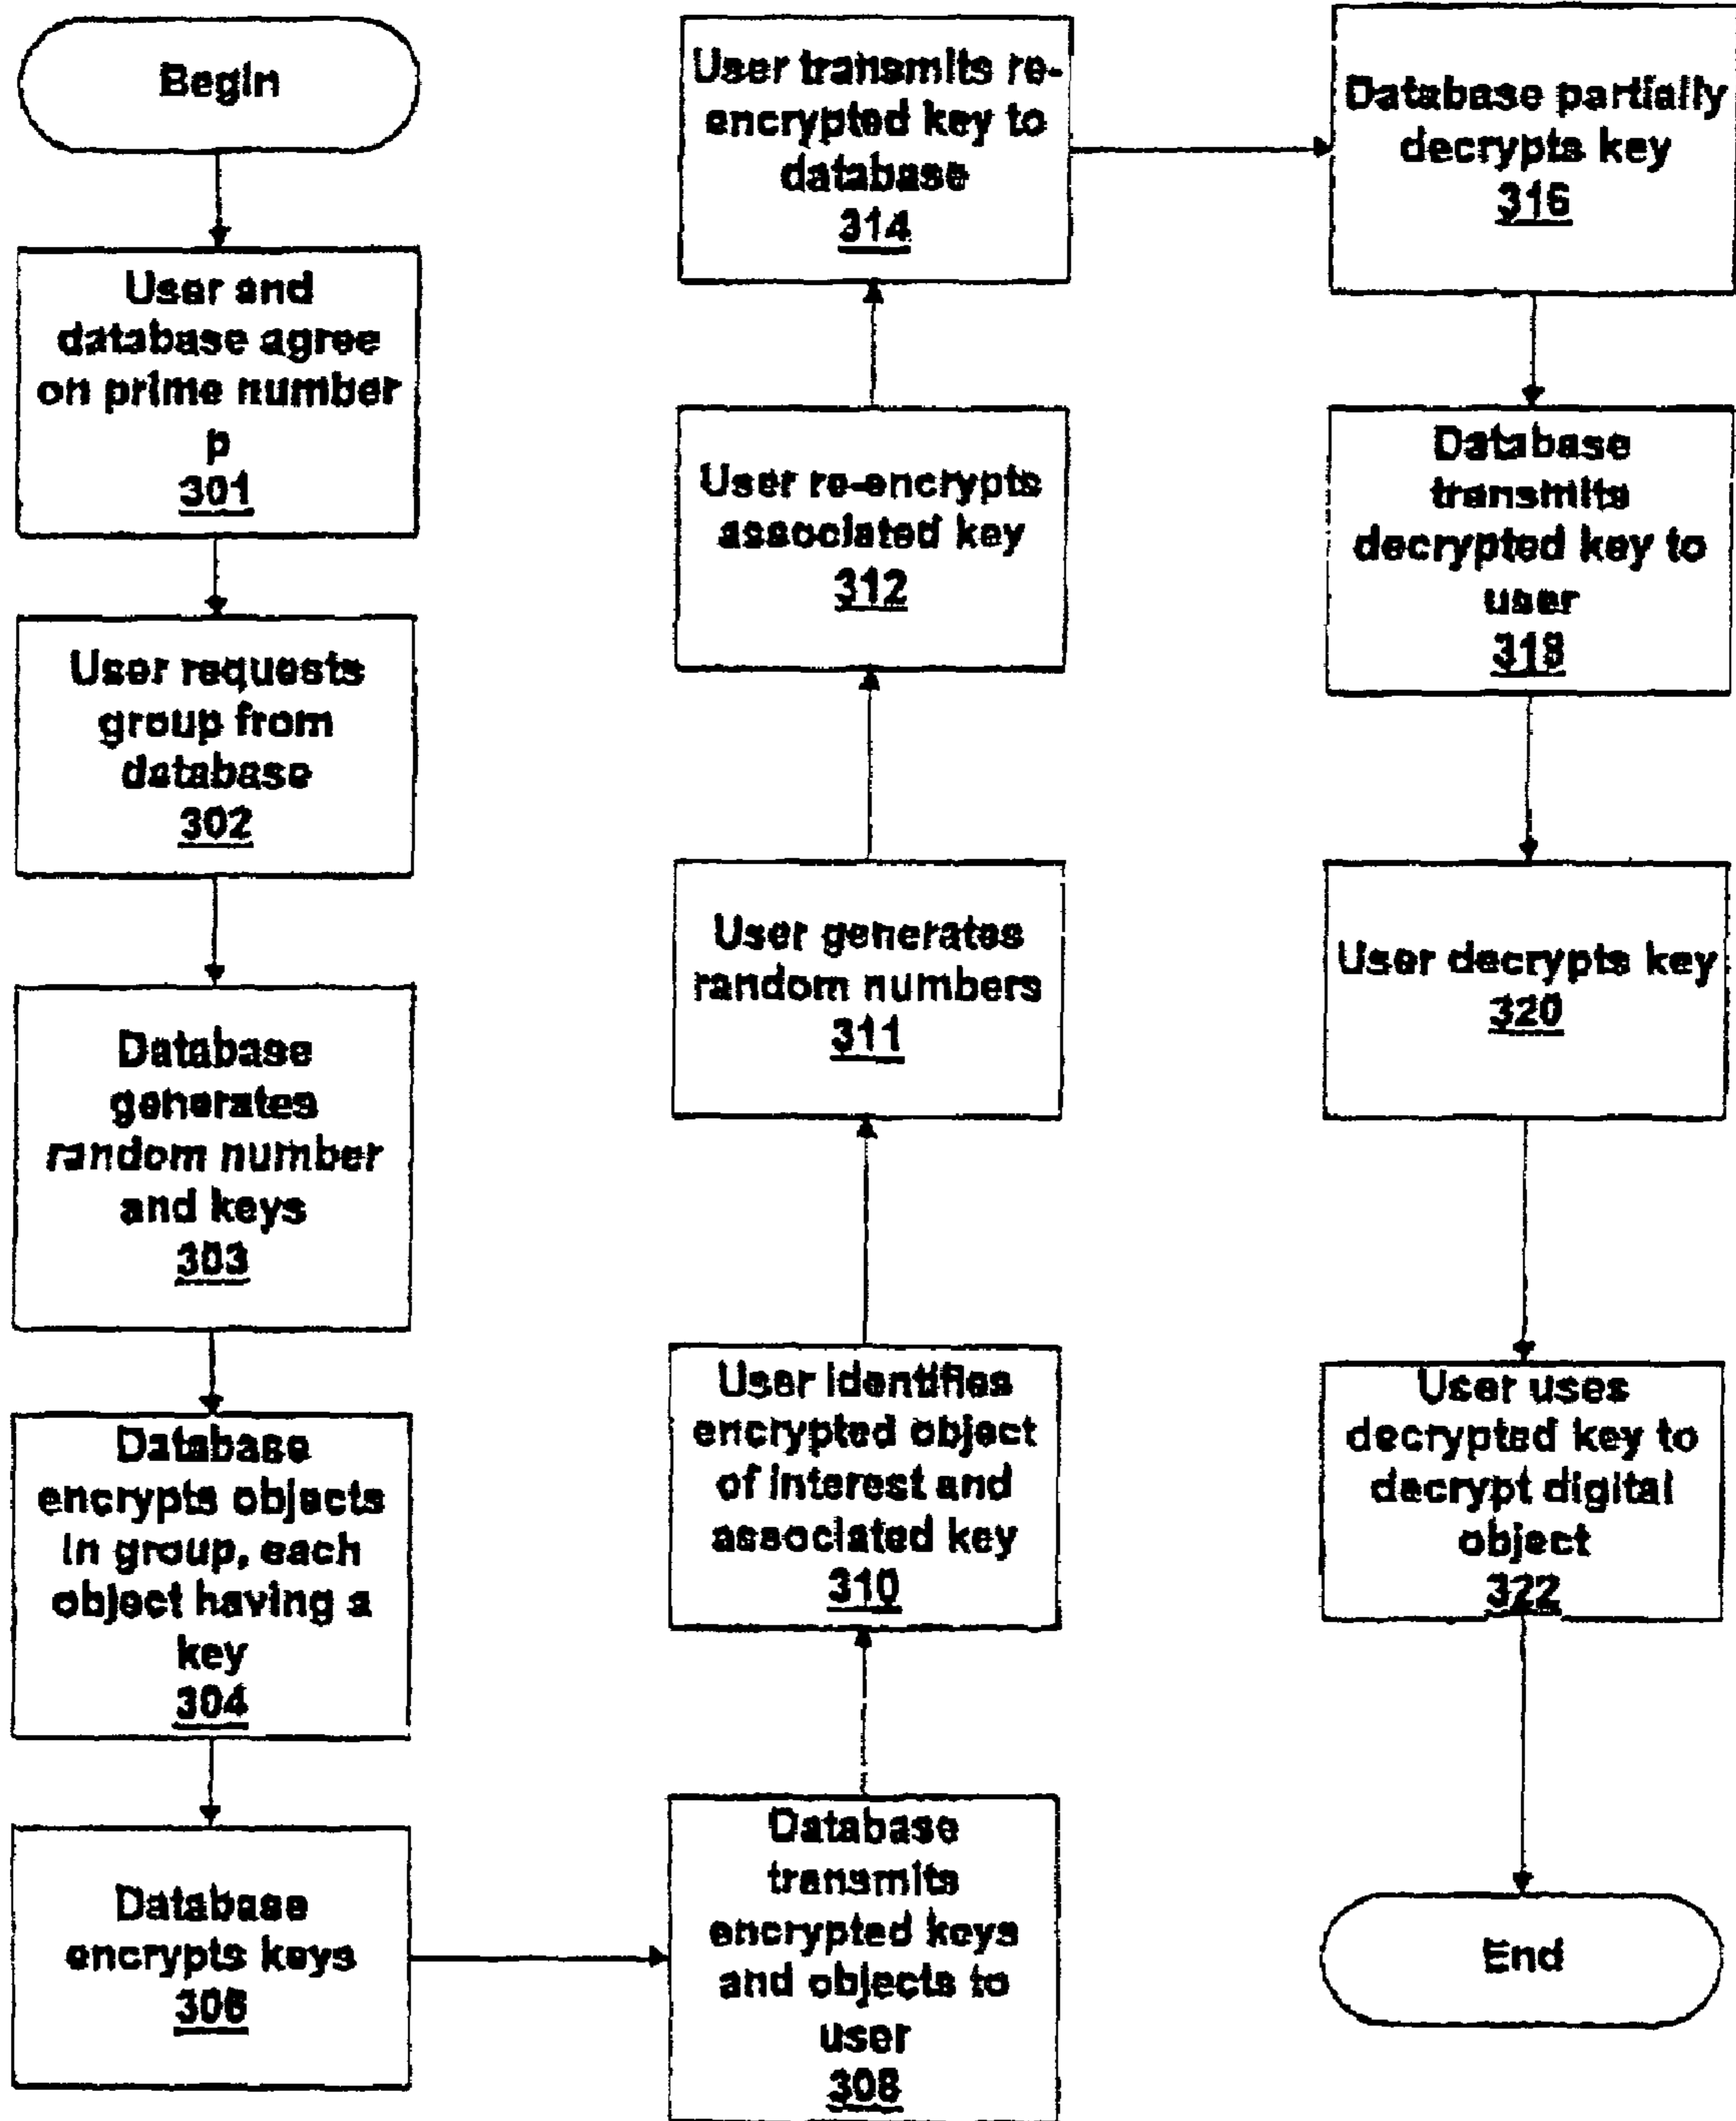 Begin
User and
database agree
on prime number
p
301
User requests
group from
database
302
Database
generates
random number
and keys
303
Database
encrypts objects
in group, each
object having a
key
304
Database
encrypts keys
306
Database
transmits
encrypted keys
and objects to
user
308
User identifies
encrypted object
of interest and
associated key
310
User generates
random numbers
311
User re-encrypts
associated key
312
User transmits re-
encrypted key to
database
314
Database partially
decrypts key
316
Database
transmits
decrypted key to
user
318
User decrypts key
320
User uses
decrypted key to
decrypt digital
object
322
End